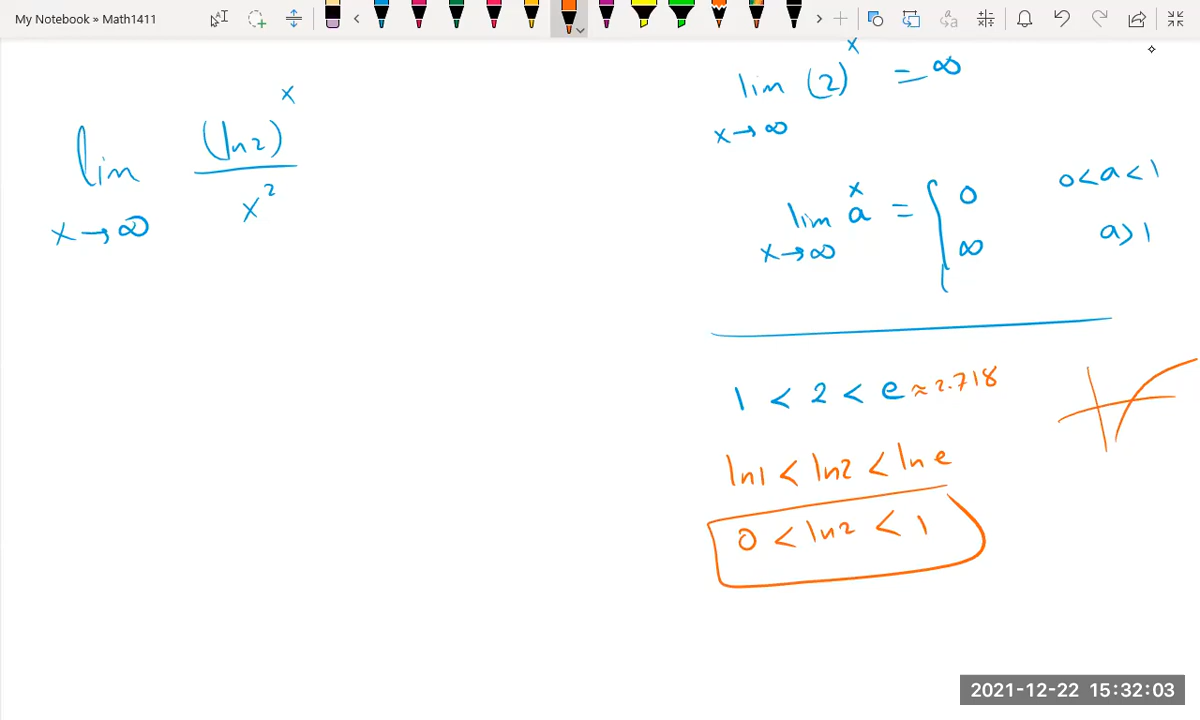 My Notebook » Math1411
lim x→∞ (ln2)^x / x^2
lim x→∞ (2)^x = ∞
lim x→∞ a^x = { 0 0<a<1
∞ a>1
1 < 2 < e ≈ 2.718
ln1 < ln2 < ln e
0 < ln2 < 1
2021-12-22 15:32:03